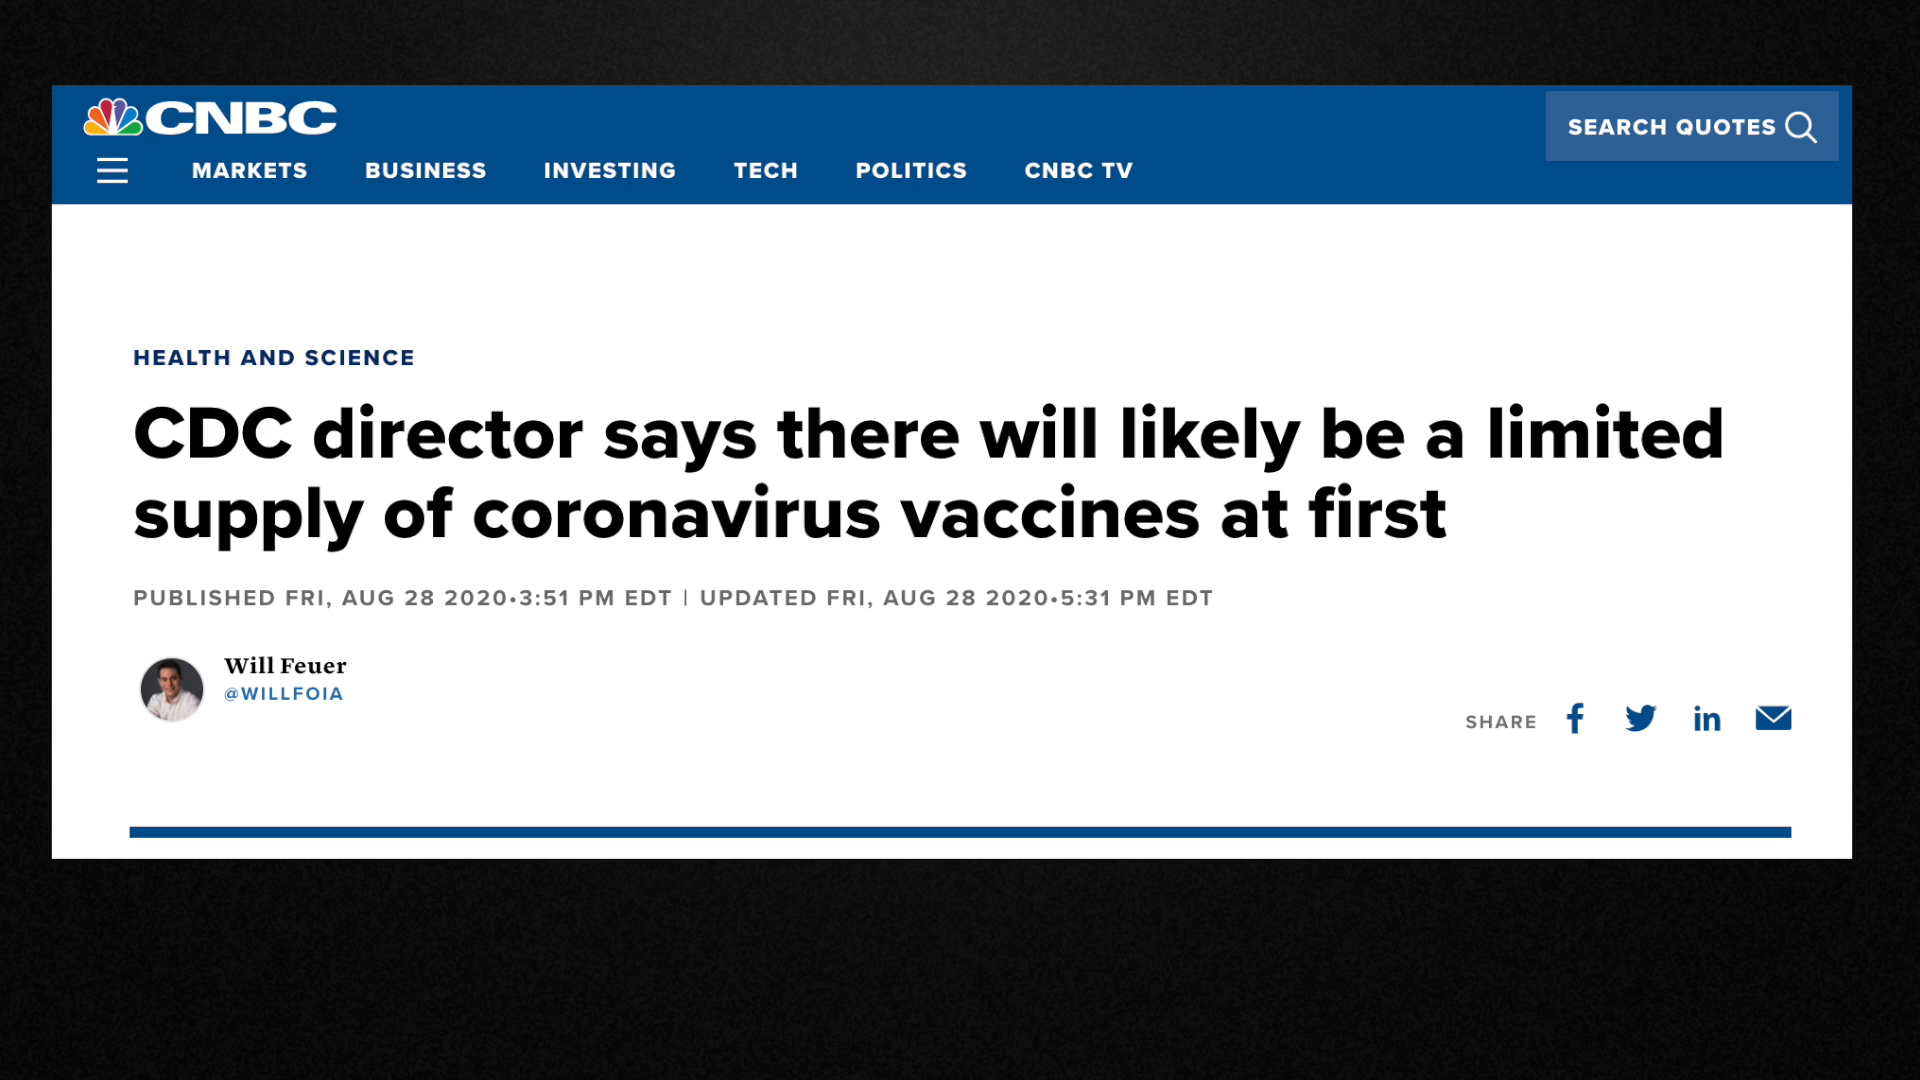 CNBC
SEARCH QUOTES
MARKETS BUSINESS INVESTING TECH POLITICS CNBC TV
HEALTH AND SCIENCE
CDC director says there will likely be a limited
supply of coronavirus vaccines at first
PUBLISHED FRI, AUG 28 2020•3:51 PM EDT | UPDATED FRI, AUG 28 2020•5:31 PM EDT
Will Feuer
@WILLFOIA
SHARE